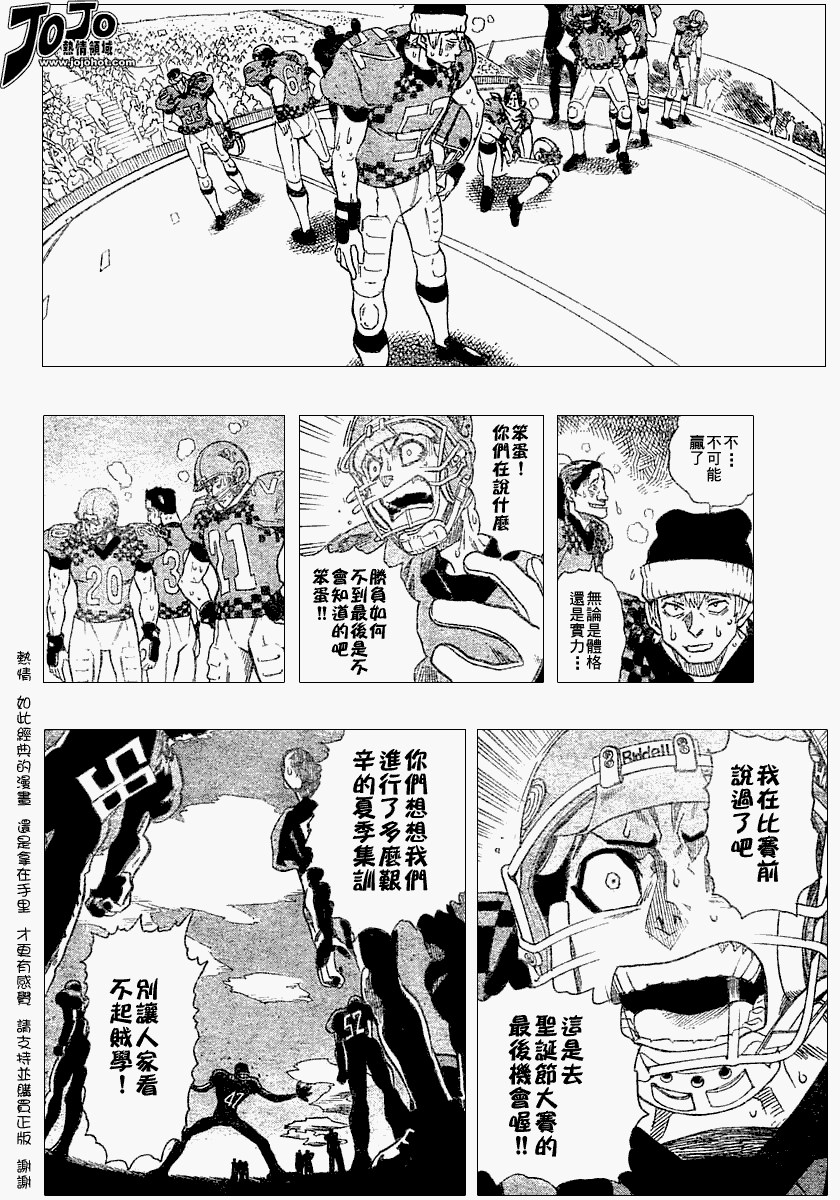 JOJO
熱情領域
www.jojohot.com
不…
不可能
贏了
無論是體格
還是實力…
笨蛋!
你們在說什麼
勝負如何
不到最後是不
會知道的吧
笨蛋!!
20
3
21
Riddell
我在比賽前
說過了吧
這是去
聖誕節大賽的
最後機會喔!!
你們想想我們
進行了多麼艱
辛的夏季集訓
別讓人家看
不起賊學!
52
47
熱情 如此經典的漫畫 還是拿在手里 才更有感覺 請支持並購買正版 謝謝